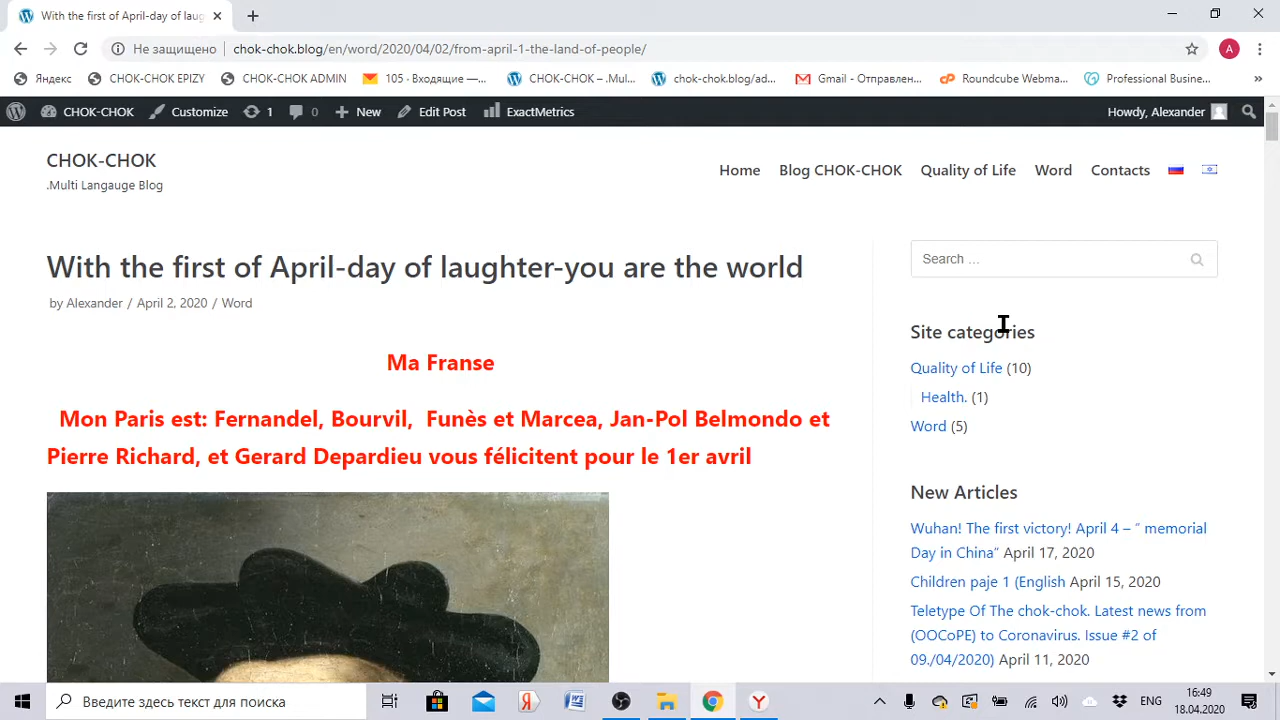 With the first of April-day of laug
Не защищено chok-chok.blog/en/word/2020/04/02/from-april-1-the-land-of-people/ A
Яндекс CHOK-CHOK EPIZY CHOK-CHOK ADMIN 105 · Входящие —... CHOK-CHOK – .Mul... chok-chok.blog/ad... Gmail - Отправлен... Roundcube Webma... Professional Busine... »
CHOK-CHOK Customize 1 0 New Edit Post ExactMetrics Howdy, Alexander
CHOK-CHOK
.Multi Langauge Blog
Home Blog CHOK-CHOK Quality of Life Word Contacts
With the first of April-day of laughter-you are the world
by Alexander / April 2, 2020 / Word
Ma Franse
Mon Paris est: Fernandel, Bourvil, Funès et Marcea, Jan-Pol Belmondo et
Pierre Richard, et Gerard Depardieu vous félicitent pour le 1er avril
Search …
Site categories
Quality of Life (10)
Health. (1)
Word (5)
New Articles
Wuhan! The first victory! April 4 – “ memorial
Day in China” April 17, 2020
Children paje 1 (English April 15, 2020
Teletype Of The chok-chok. Latest news from
(OOCoPE) to Coronavirus. Issue #2 of
09./04/2020) April 11, 2020
Введите здесь текст для поиска
ENG
16:49
18.04.2020